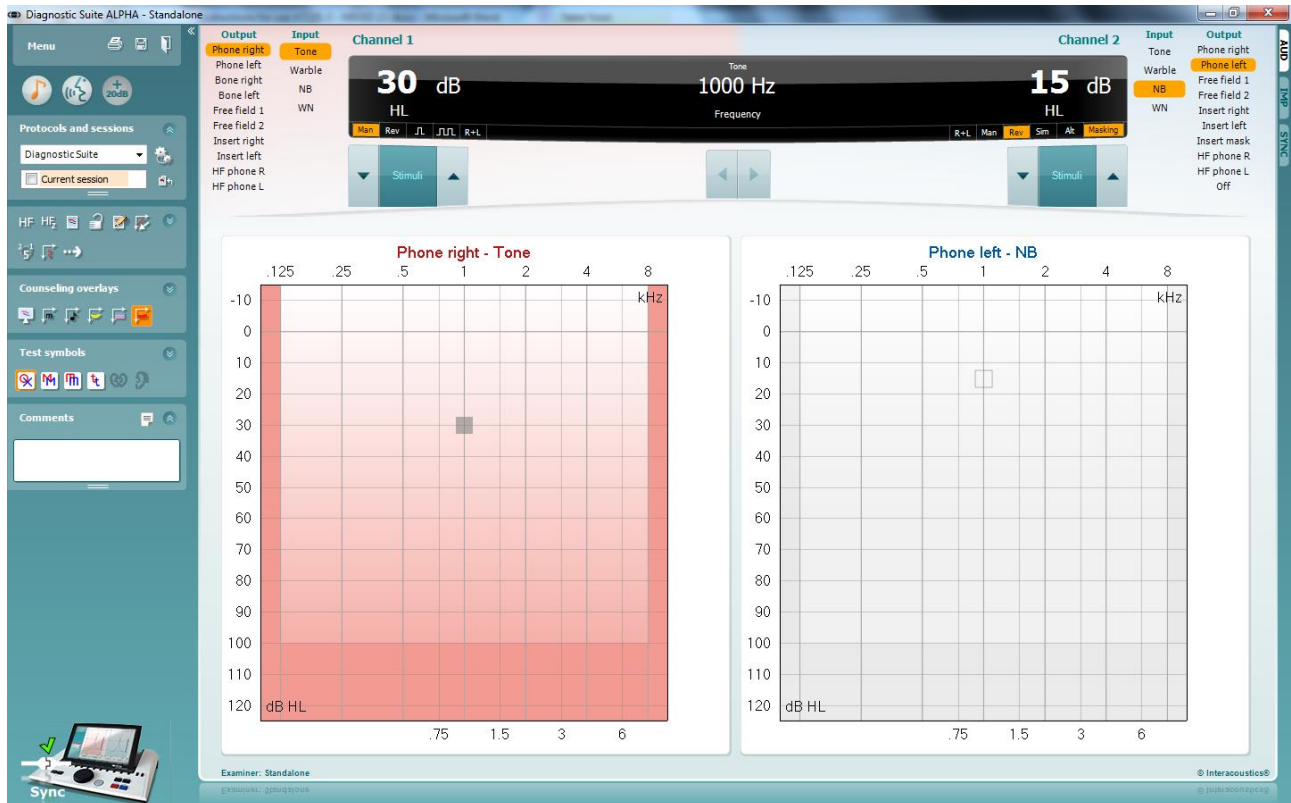 Diagnostic Suite ALPHA - Standalone
Menu
+ 20dB
Protocols and sessions
Diagnostic Suite
Current session
HF HFz
Counseling overlays
Test symbols
Comments
Sync
Output Input
Phone right Tone
Phone left Warble
Bone right NB
Bone left WN
Free field 1
Free field 2
Insert right
Insert left
HF phone R
HF phone L
Channel 1
Channel 2
30 dB
HL
Tone
1000 Hz
Frequency
15 dB
HL
Man Rev R+L
R+L Man Rev Sim Alt Masking
Stimuli
Stimuli
Input Output
Tone Phone right
Warble Phone left
NB Free field 1
WN Free field 2
Insert right
Insert left
Insert mask
HF phone R
HF phone L
Off
AUD
IMP
SYNC
Phone right - Tone
.125 .25 .5 1 2 4 8
kHz
-10
0
10
20
30
40
50
60
70
80
90
100
110
120
dB HL
.75 1.5 3 6
Phone left - NB
.125 .25 .5 1 2 4 8
kHz
-10
0
10
20
30
40
50
60
70
80
90
100
110
120
dB HL
.75 1.5 3 6
Examiner: Standalone
© Interacoustics®